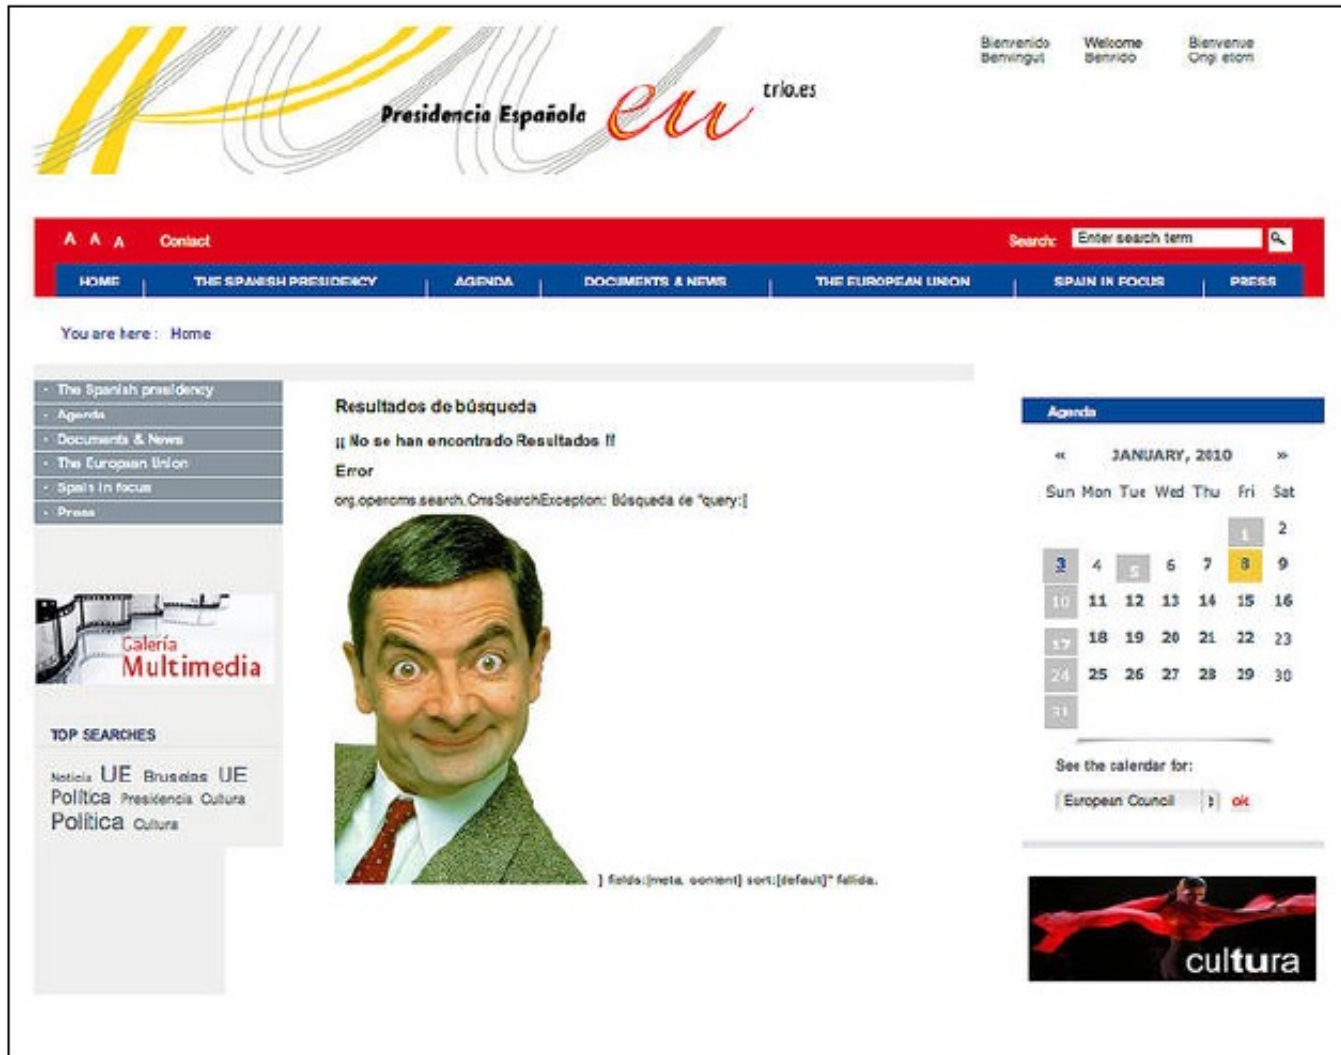 Bienvenido Welcome Bienvenue
Benvingut Benvido Ongi etorri
Presidencia Española eu trio.es
A A A Contact Search: Enter search term
HOME THE SPANISH PRESIDENCY AGENDA DOCUMENTS & NEWS THE EUROPEAN UNION SPAIN IN FOCUS PRESS
You are here : Home
The Spanish presidency
Agenda
Documents & News
The European Union
Spain in focus
Press
Galería
Multimedia
TOP SEARCHES
Noticia UE Bruselas UE
Política Presidencia Cultura
Política Cultura
Resultados de búsqueda
¡¡ No se han encontrado Resultados !!
Error
org.opencms.search.CmsSearchException: Búsqueda de "query:[
] fields:[meta, content] sort:[default]" fallida.
Agenda
« JANUARY, 2010 »
Sun Mon Tue Wed Thu Fri Sat
1 2
3 4 5 6 7 8 9
10 11 12 13 14 15 16
17 18 19 20 21 22 23
24 25 26 27 28 29 30
31
See the calendar for:
European Council ok
cultura